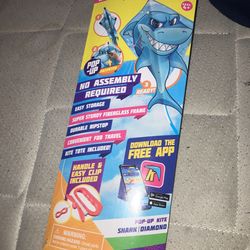 POP-UP
NO ASSEMBLY
REQUIRED
READY!
EASY STORAGE
SUPER STURDY FIBERGLASS FRAME
DURABLE RIPSTOP
CONVENIENT FOR TRAVEL
KITE TOTE INCLUDED!
HANDLE &
EASY CLIP
INCLUDED
DOWNLOAD THE
FREE APP
POP-UP KITE
SHARK | DIAMOND
WARNING: